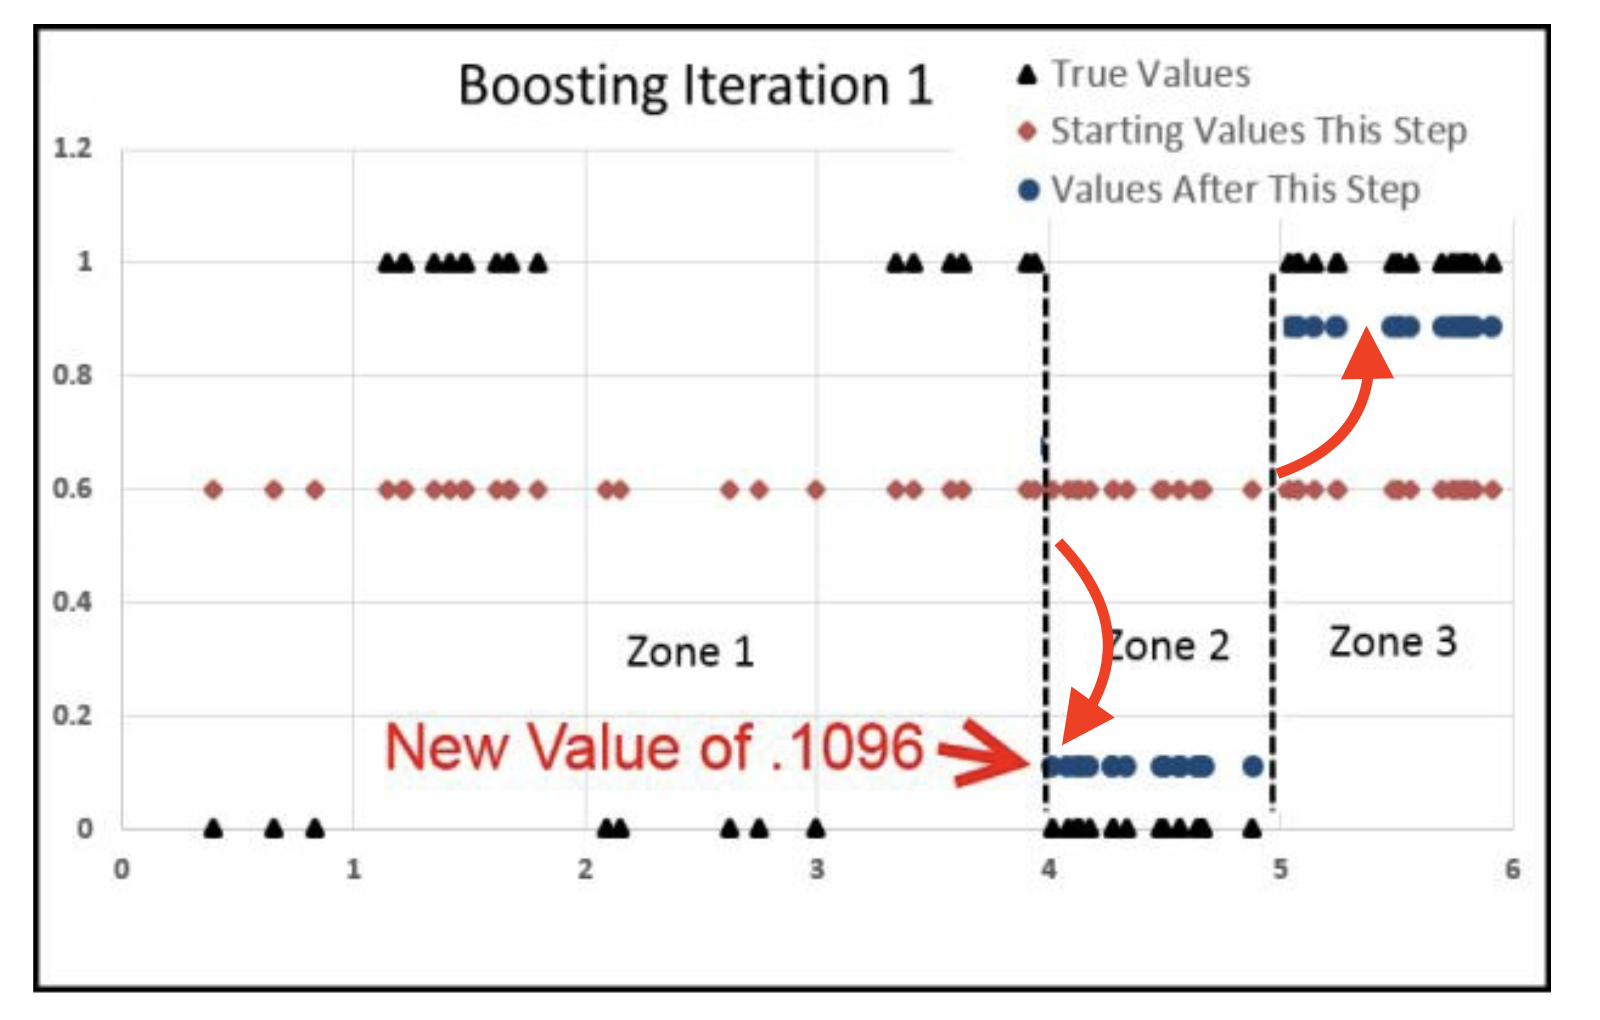 Boosting Iteration 1
True Values
Starting Values This Step
Values After This Step
1.2
1
0.8
0.6
0.4
Zone 1
Zone 2
Zone 3
0.2
New Value of .1096
0
0 1 2 3 4 5 6